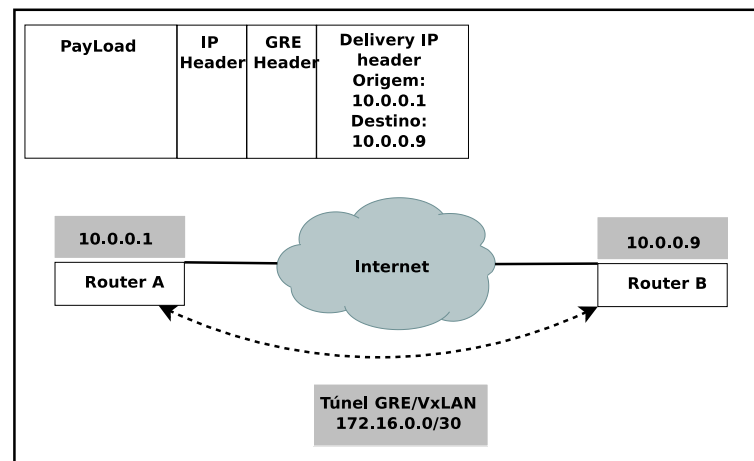 PayLoad
IP
Header
GRE
Header
Delivery IP
header
Origem:
10.0.0.1
Destino:
10.0.0.9
10.0.0.1
Router A
Internet
10.0.0.9
Router B
Túnel GRE/VxLAN
172.16.0.0/30